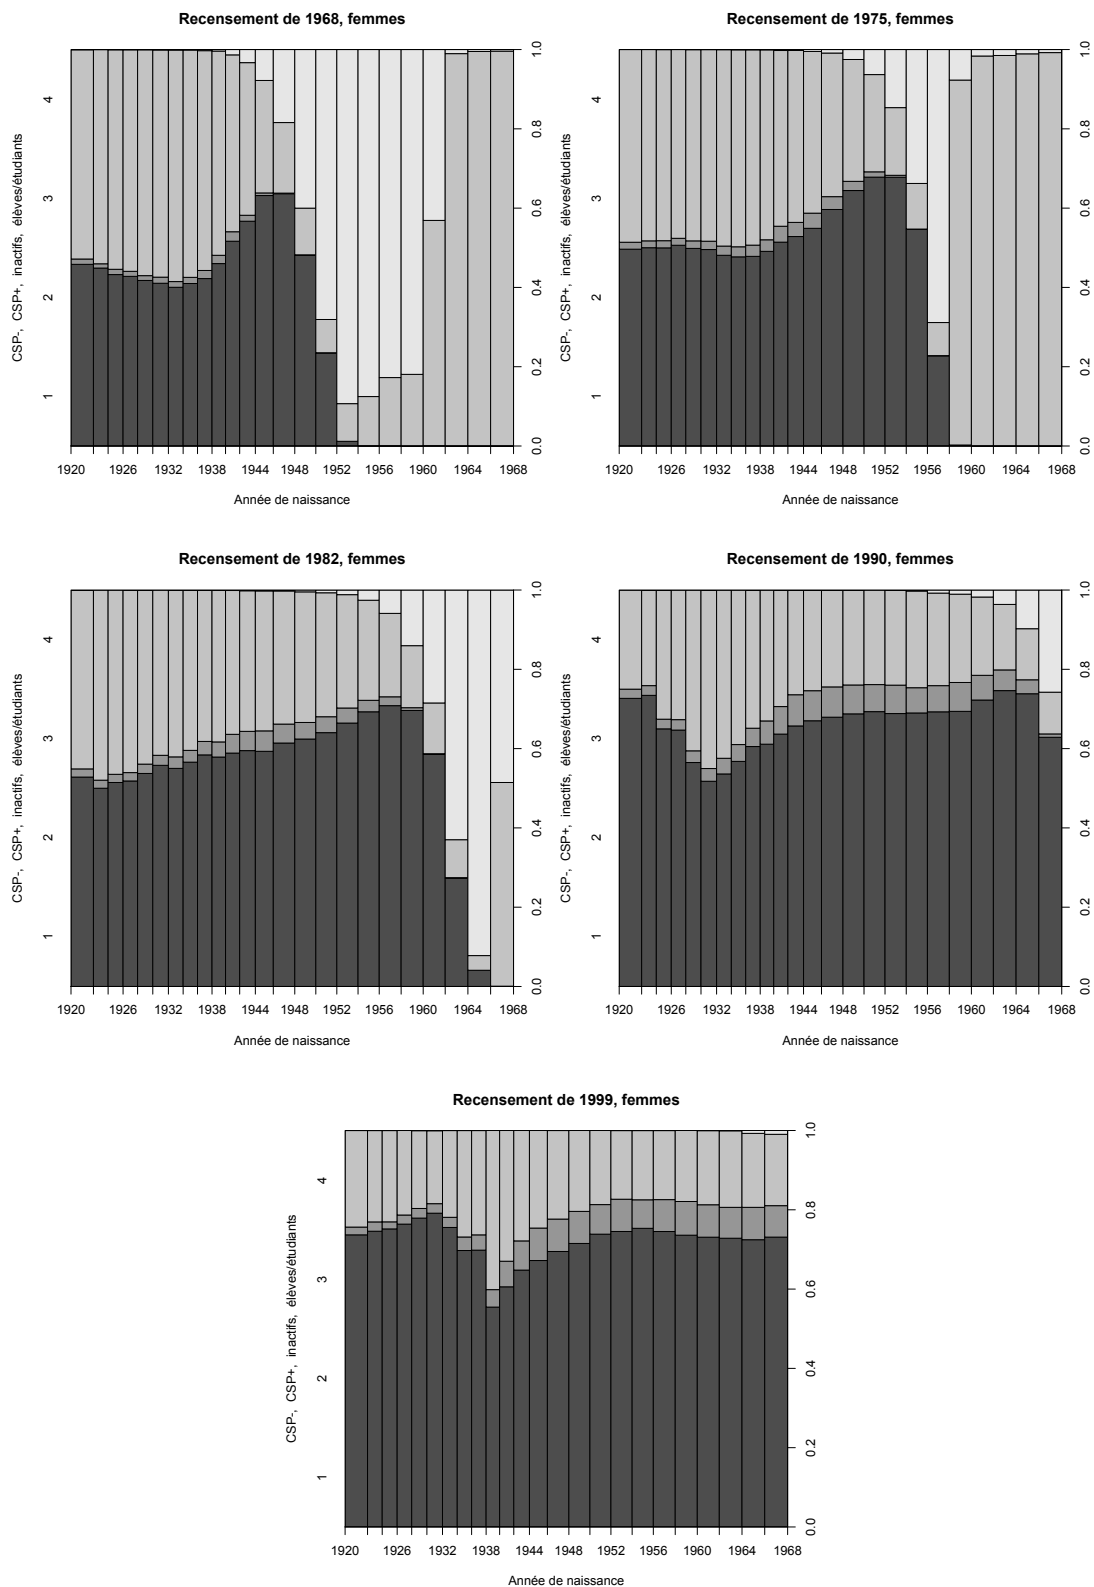 Recensement de 1968, femmes
CSP-, CSP+, inactifs, élèves/étudiants
1 2 3 4
0.0 0.2 0.4 0.6 0.8 1.0
1920 1926 1932 1938 1944 1948 1952 1956 1960 1964 1968
Année de naissance
Recensement de 1975, femmes
CSP-, CSP+, inactifs, élèves/étudiants
1 2 3 4
0.0 0.2 0.4 0.6 0.8 1.0
1920 1926 1932 1938 1944 1948 1952 1956 1960 1964 1968
Année de naissance
Recensement de 1982, femmes
CSP-, CSP+, inactifs, élèves/étudiants
1 2 3 4
0.0 0.2 0.4 0.6 0.8 1.0
1920 1926 1932 1938 1944 1948 1952 1956 1960 1964 1968
Année de naissance
Recensement de 1990, femmes
CSP-, CSP+, inactifs, élèves/étudiants
1 2 3 4
0.0 0.2 0.4 0.6 0.8 1.0
1920 1926 1932 1938 1944 1948 1952 1956 1960 1964 1968
Année de naissance
Recensement de 1999, femmes
CSP-, CSP+, inactifs, élèves/étudiants
1 2 3 4
0.0 0.2 0.4 0.6 0.8 1.0
1920 1926 1932 1938 1944 1948 1952 1956 1960 1964 1968
Année de naissance